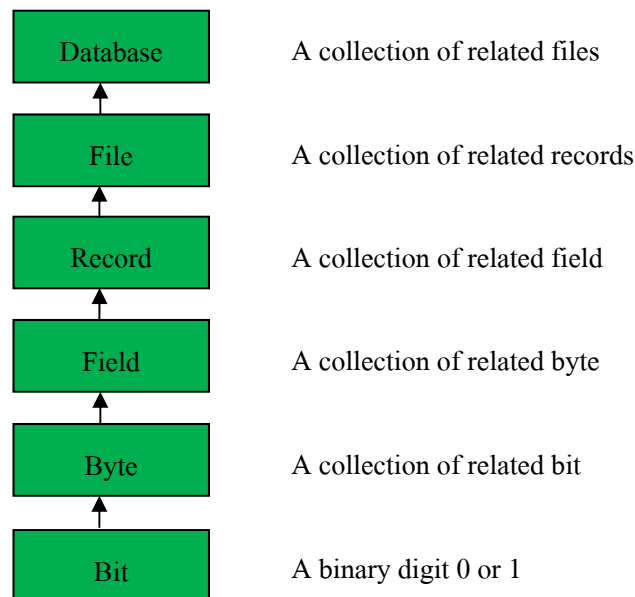 Database A collection of related files
File A collection of related records
Record A collection of related field
Field A collection of related byte
Byte A collection of related bit
Bit A binary digit 0 or 1